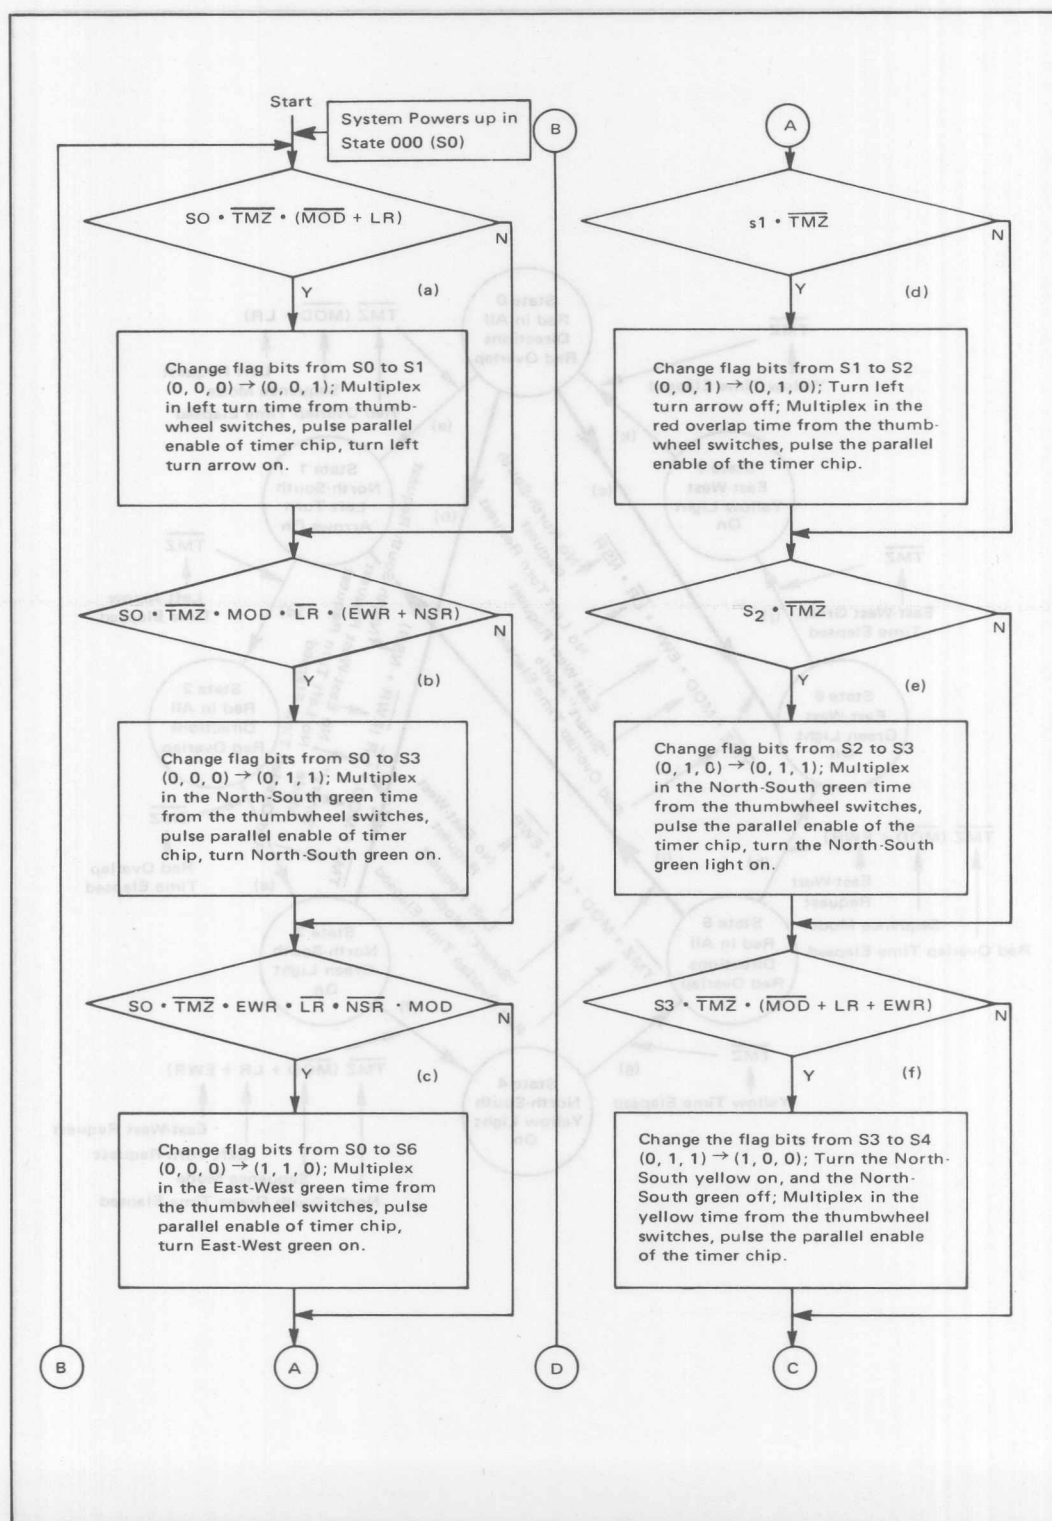 Start
System Powers up in
State 000 (S0)
B
A
SO • T̅M̅Z̅ • (M̅O̅D̅ + LR)
N
Y
(a)
Change flag bits from S0 to S1
(0, 0, 0) → (0, 0, 1); Multiplex
in left turn time from thumb-
wheel switches, pulse parallel
enable of timer chip, turn left
turn arrow on.
SO • T̅M̅Z̅ • MOD • L̅R̅ • (E̅W̅R̅ + NSR)
N
Y
(b)
Change flag bits from S0 to S3
(0, 0, 0) → (0, 1, 1); Multiplex
in the North-South green time
from the thumbwheel switches,
pulse parallel enable of timer
chip, turn North-South green on.
SO • T̅M̅Z̅ • EWR • L̅R̅ • N̅S̅R̅ • MOD
N
Y
(c)
Change flag bits from S0 to S6
(0, 0, 0) → (1, 1, 0); Multiplex
in the East-West green time from
the thumbwheel switches, pulse
parallel enable of timer chip,
turn East-West green on.
B
A
s1 • T̅M̅Z̅
N
Y
(d)
Change flag bits from S1 to S2
(0, 0, 1) → (0, 1, 0); Turn left
turn arrow off; Multiplex in the
red overlap time from the thumb-
wheel switches, pulse the parallel
enable of the timer chip.
S₂ • T̅M̅Z̅
N
Y
(e)
Change flag bits from S2 to S3
(0, 1, 0) → (0, 1, 1); Multiplex
in the North-South green time
from the thumbwheel switches,
pulse the parallel enable of the
timer chip, turn the North-South
green light on.
S3 • T̅M̅Z̅ • (M̅O̅D̅ + LR + EWR)
N
Y
(f)
Change the flag bits from S3 to S4
(0, 1, 1) → (1, 0, 0); Turn the North-
South yellow on, and the North-
South green off; Multiplex in the
yellow time from the thumbwheel
switches, pulse the parallel enable
of the timer chip.
D
C